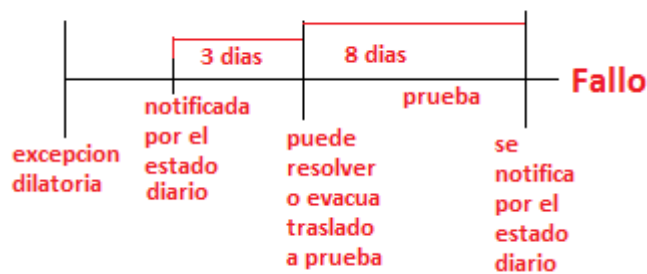 3 dias
8 dias
Fallo
prueba
excepcion
dilatoria
notificada
por el
estado
diario
puede
resolver
o evacua
traslado
a prueba
se
notifica
por el
estado
diario